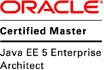 ORACLE
Certified Master
Java EE 5 Enterprise
Architect